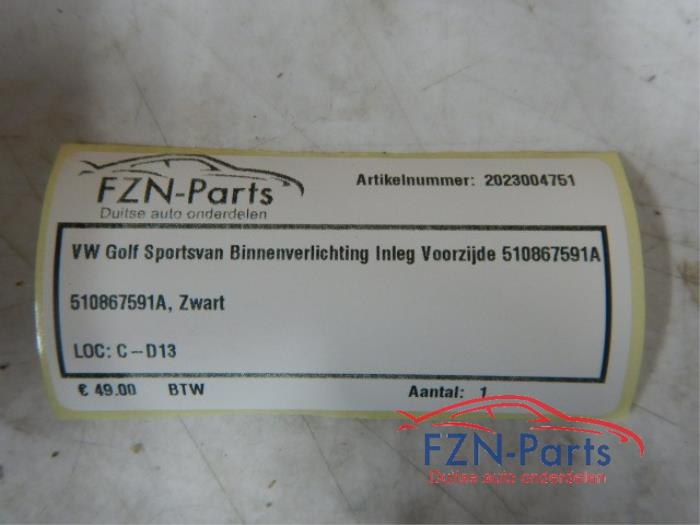 FZN-Parts
Duitse auto onderdelen
Artikelnummer: 2023004751
VW Golf Sportsvan Binnenverlichting Inleg Voorzijde 510867591A
510867591A, Zwart
LOC: C-D13
€ 49.00 BTW Aantal: 1
FZN-Parts
Duitse auto onderdelen